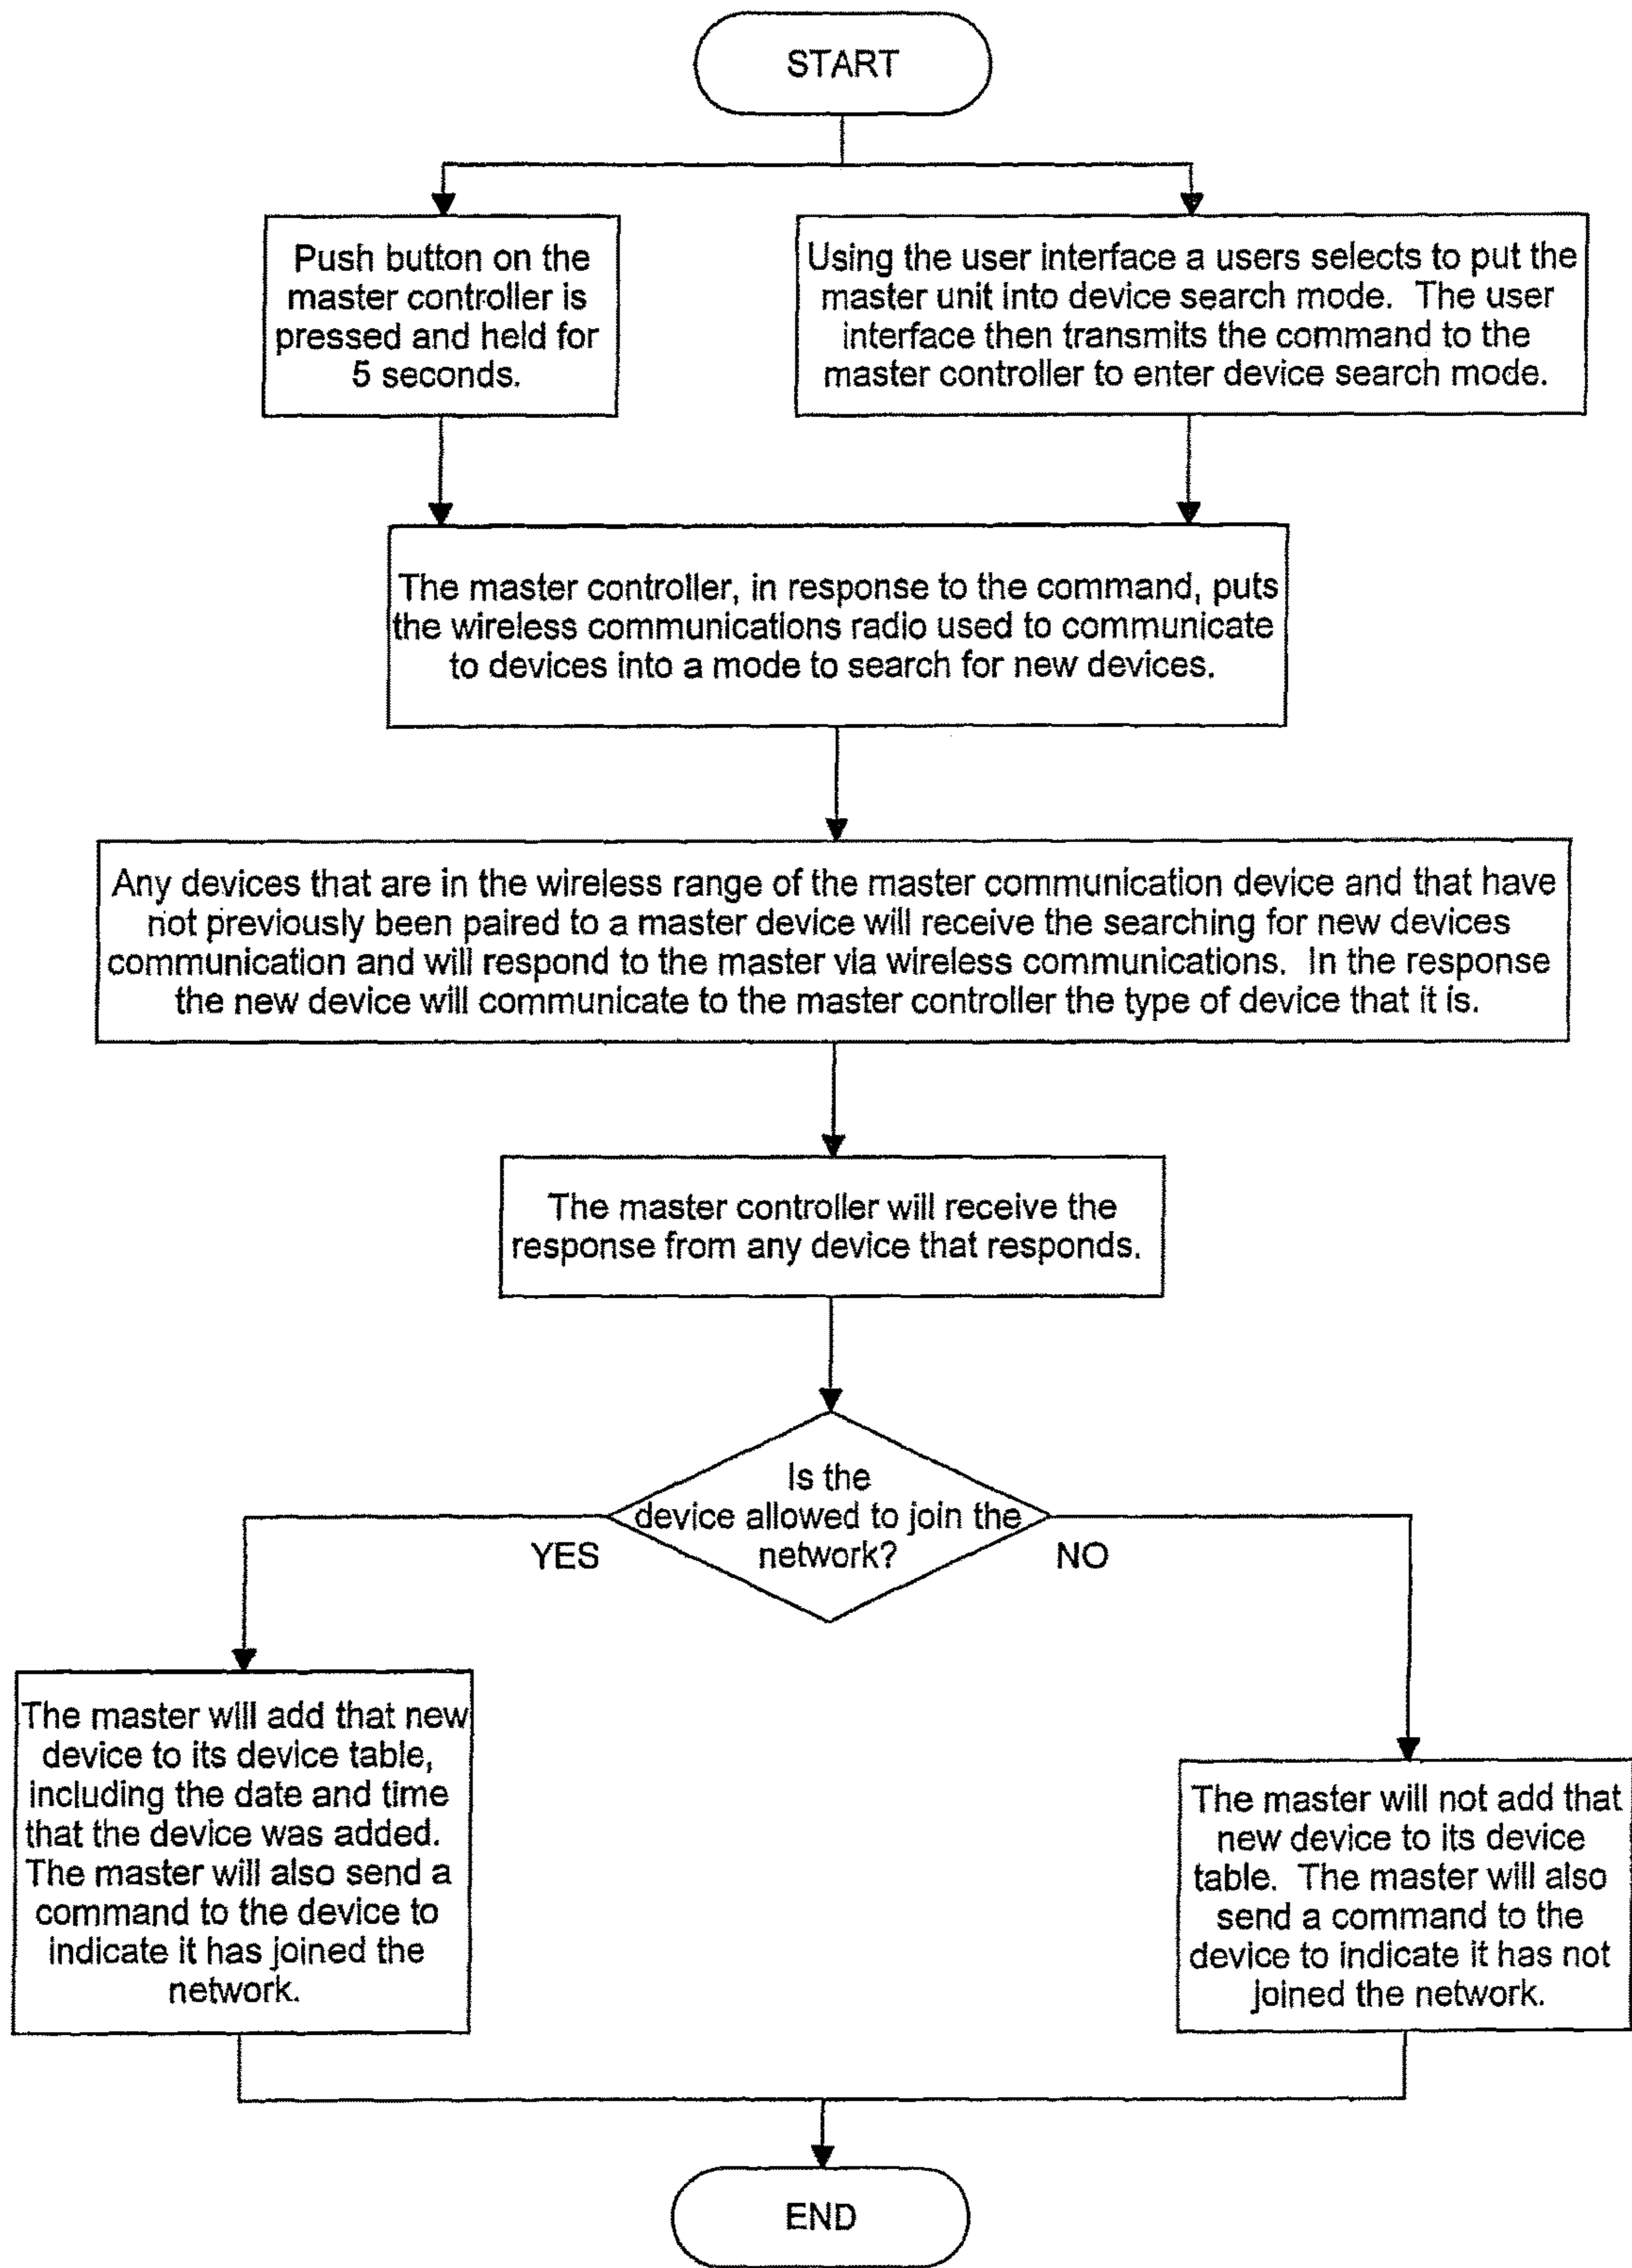 START
Push button on the
master controller is
pressed and held for
5 seconds.
Using the user interface a users selects to put the
master unit into device search mode. The user
interface then transmits the command to the
master controller to enter device search mode.
The master controller, in response to the command, puts
the wireless communications radio used to communicate
to devices into a mode to search for new devices.
Any devices that are in the wireless range of the master communication device and that have
not previously been paired to a master device will receive the searching for new devices
communication and will respond to the master via wireless communications. In the response
the new device will communicate to the master controller the type of device that it is.
The master controller will receive the
response from any device that responds.
Is the
device allowed to join the
network?
YES
NO
The master will add that new
device to its device table,
including the date and time
that the device was added.
The master will also send a
command to the device to
indicate it has joined the
network.
The master will not add that
new device to its device
table. The master will also
send a command to the
device to indicate it has not
joined the network.
END